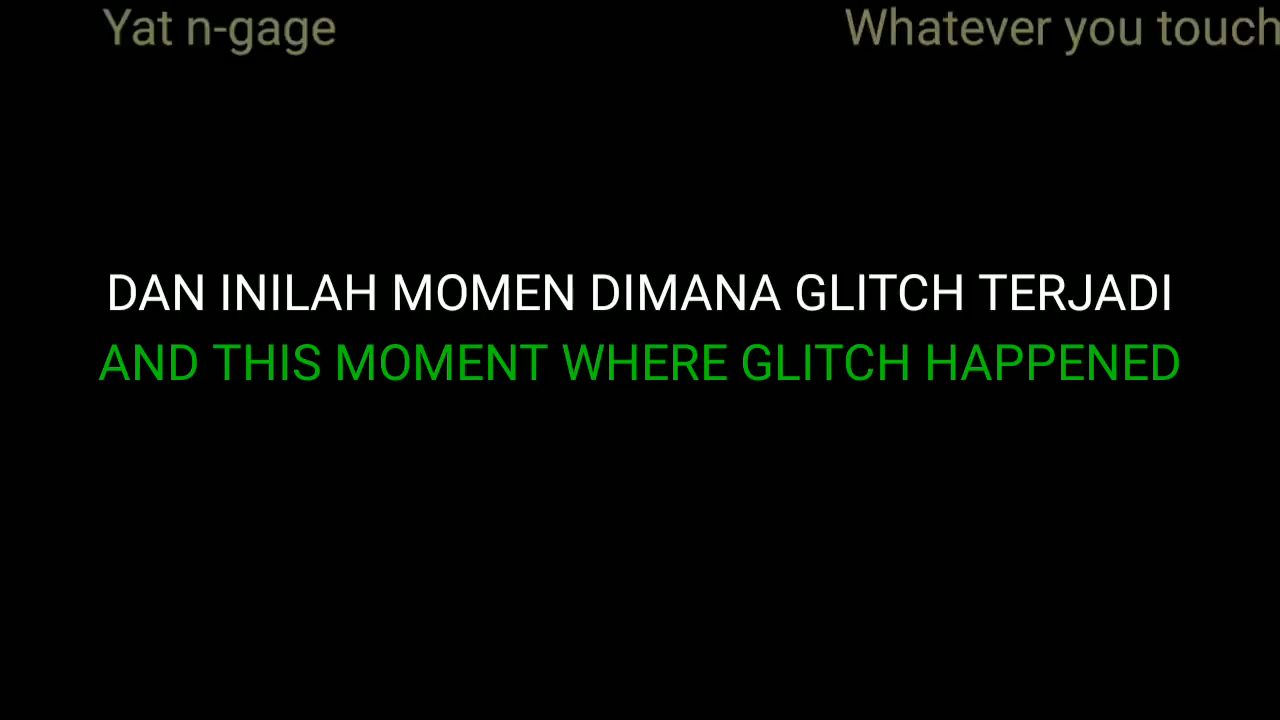 Yat n-gage
Whatever you touch
DAN INILAH MOMEN DIMANA GLITCH TERJADI
AND THIS MOMENT WHERE GLITCH HAPPENED